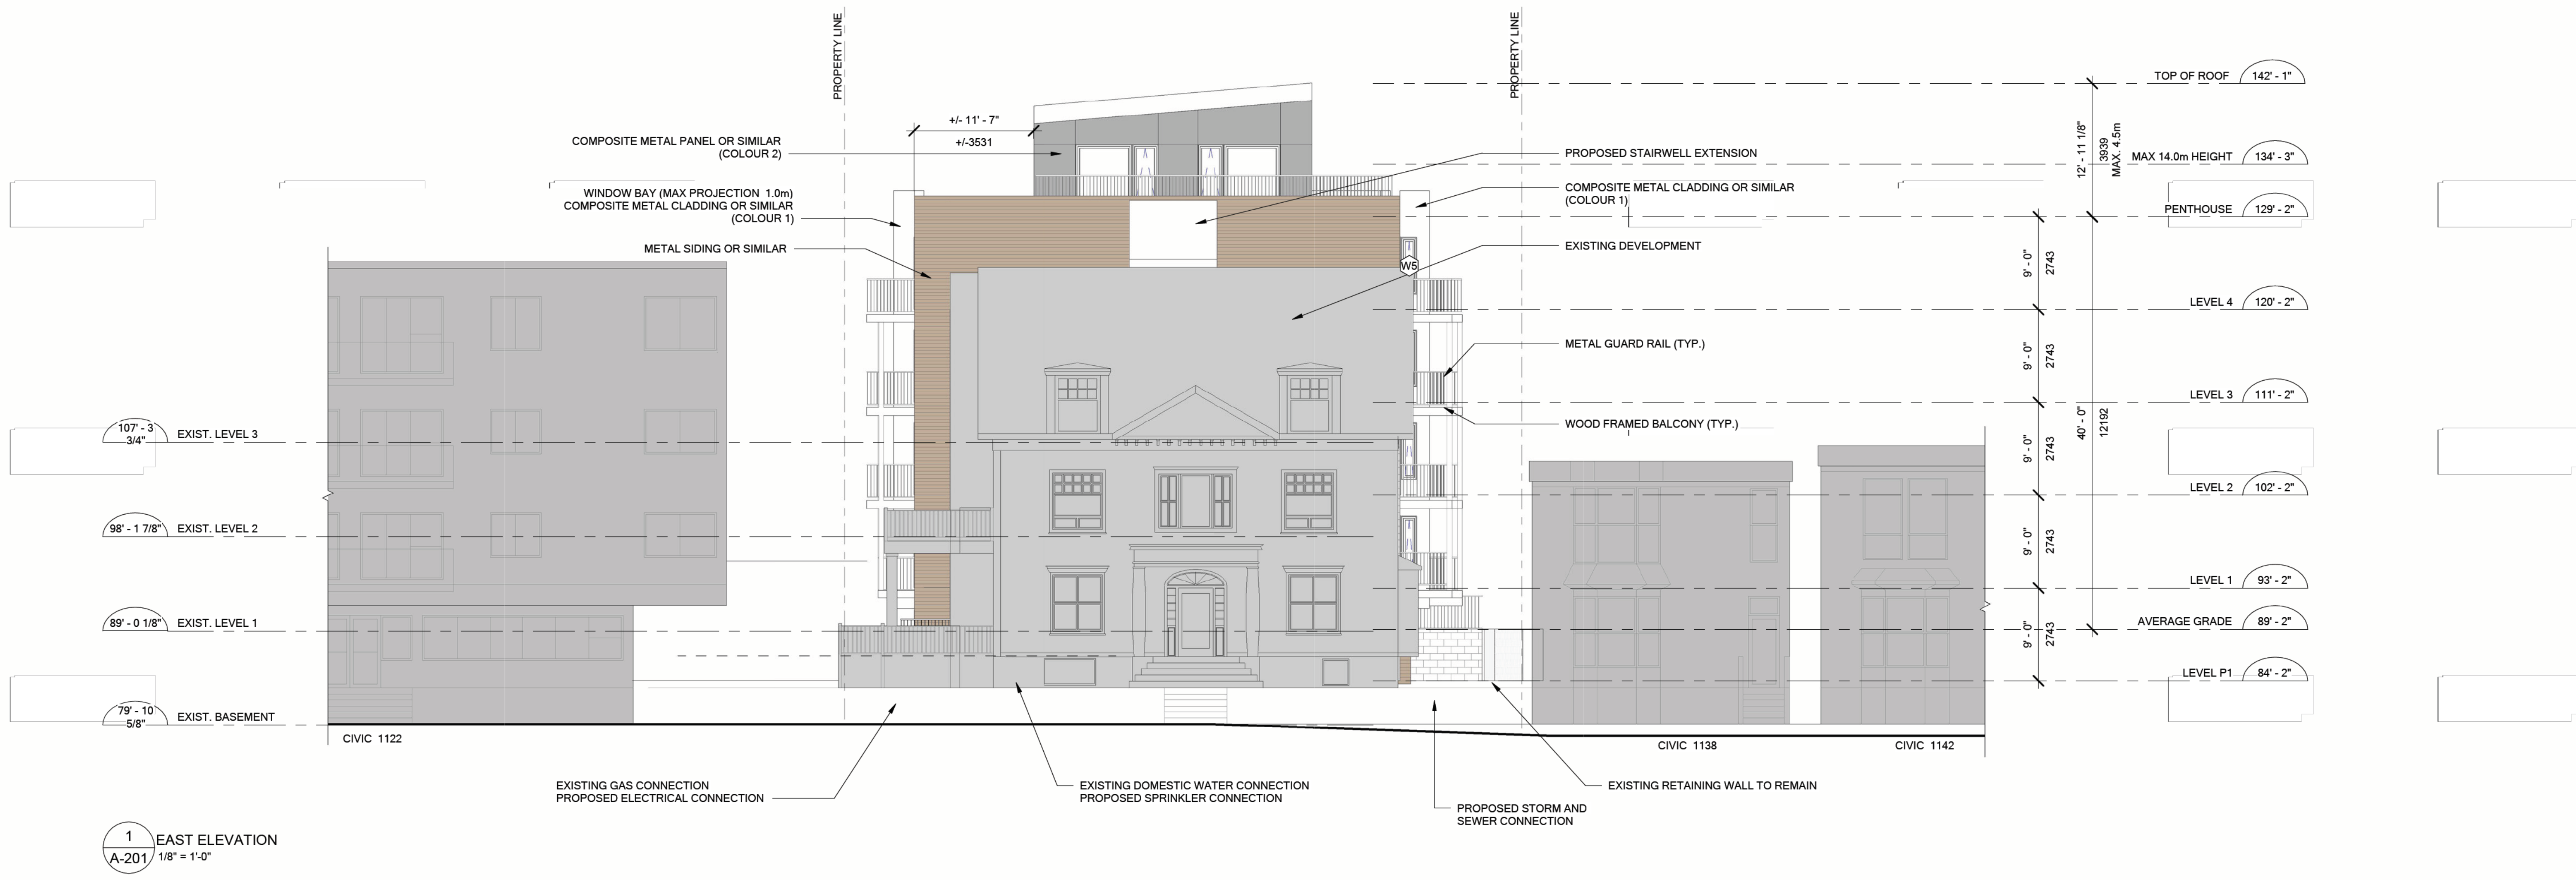 PROPERTY LINE
PROPERTY LINE
TOP OF ROOF 142' - 1"
+/- 11' - 7"
+/-3531
COMPOSITE METAL PANEL OR SIMILAR
(COLOUR 2)
PROPOSED STAIRWELL EXTENSION
12' - 11 1/8"
3939
MAX. 4.5m
MAX 14.0m HEIGHT 134' - 3"
WINDOW BAY (MAX PROJECTION 1.0m)
COMPOSITE METAL CLADDING OR SIMILAR
(COLOUR 1)
COMPOSITE METAL CLADDING OR SIMILAR
(COLOUR 1)
PENTHOUSE 129' - 2"
METAL SIDING OR SIMILAR
EXISTING DEVELOPMENT
W5
9' - 0"
2743
LEVEL 4 120' - 2"
METAL GUARD RAIL (TYP.)
9' - 0"
2743
LEVEL 3 111' - 2"
WOOD FRAMED BALCONY (TYP.)
40' - 0"
12192
107' - 3
3/4"
EXIST. LEVEL 3
9' - 0"
2743
LEVEL 2 102' - 2"
98' - 1 7/8" EXIST. LEVEL 2
9' - 0"
2743
LEVEL 1 93' - 2"
89' - 0 1/8" EXIST. LEVEL 1
AVERAGE GRADE 89' - 2"
9' - 0"
2743
LEVEL P1 84' - 2"
79' - 10
5/8"
EXIST. BASEMENT
CIVIC 1122
CIVIC 1138
CIVIC 1142
EXISTING GAS CONNECTION
PROPOSED ELECTRICAL CONNECTION
EXISTING DOMESTIC WATER CONNECTION
PROPOSED SPRINKLER CONNECTION
EXISTING RETAINING WALL TO REMAIN
PROPOSED STORM AND
SEWER CONNECTION
1
A-201
EAST ELEVATION
1/8" = 1'-0"